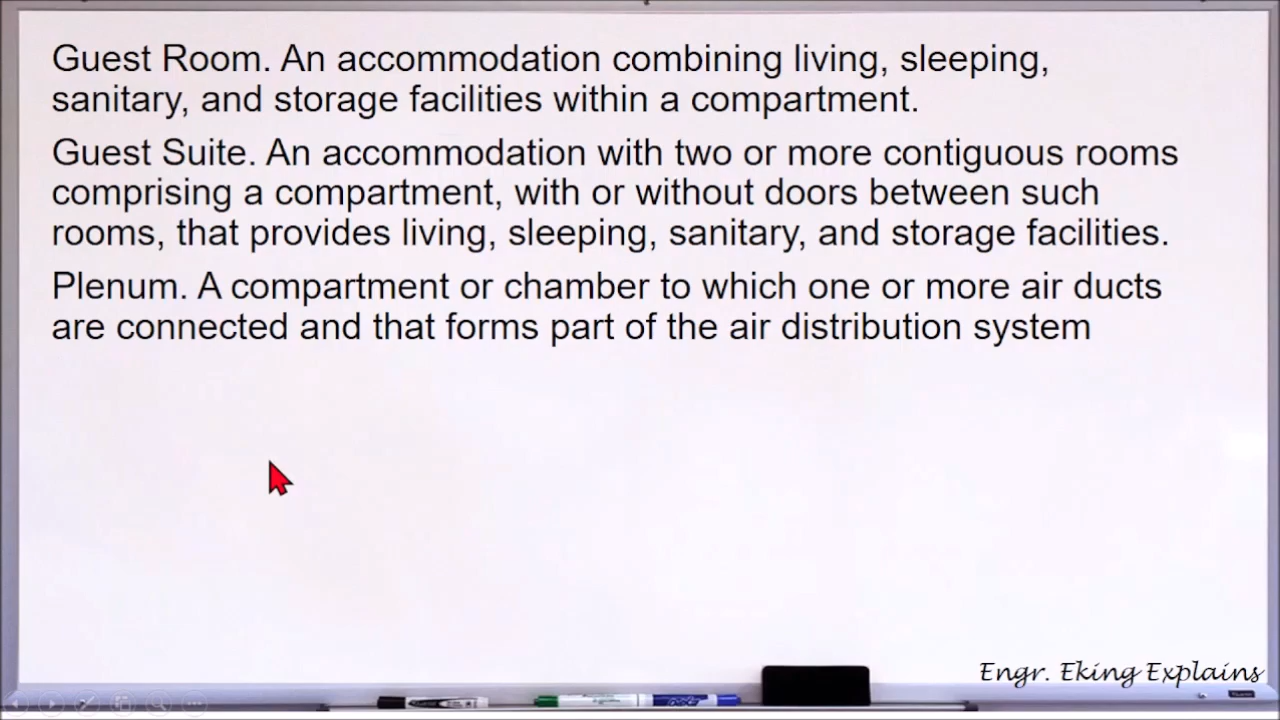 Guest Room. An accommodation combining living, sleeping,
sanitary, and storage facilities within a compartment.
Guest Suite. An accommodation with two or more contiguous rooms
comprising a compartment, with or without doors between such
rooms, that provides living, sleeping, sanitary, and storage facilities.
Plenum. A compartment or chamber to which one or more air ducts
are connected and that forms part of the air distribution system
Engr. Eking Explains